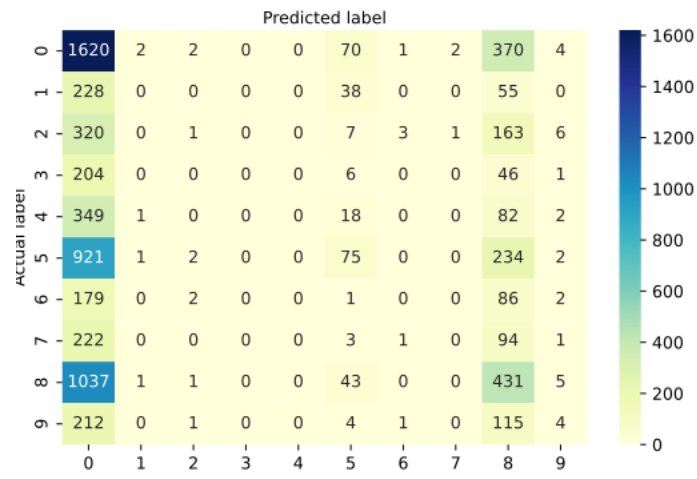 Predicted label
0 1620 2 2 0 0 70 1 2 370 4
1 228 0 0 0 0 38 0 0 55 0
2 320 0 1 0 0 7 3 1 163 6
3 204 0 0 0 0 6 0 0 46 1
4 349 1 0 0 0 18 0 0 82 2
5 921 1 2 0 0 75 0 0 234 2
6 179 0 2 0 0 1 0 0 86 2
7 222 0 0 0 0 3 1 0 94 1
8 1037 1 1 0 0 43 0 0 431 5
9 212 0 1 0 0 4 1 0 115 4
0 1 2 3 4 5 6 7 8 9
Actual label
1600
1400
1200
1000
800
600
400
200
0